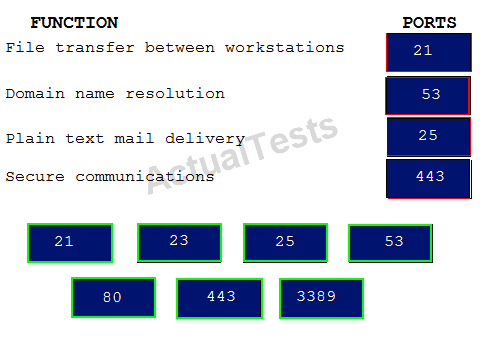 FUNCTION PORTS
File transfer between workstations 21
Domain name resolution 53
Plain text mail delivery 25
Secure communications 443
ActualTests
21 23 25 53
80 443 3389